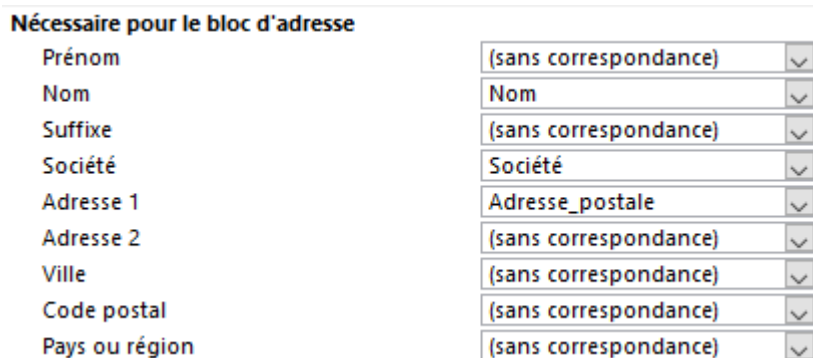 Nécessaire pour le bloc d'adresse
Prénom (sans correspondance)
Nom Nom
Suffixe (sans correspondance)
Société Société
Adresse 1 Adresse_postale
Adresse 2 (sans correspondance)
Ville (sans correspondance)
Code postal (sans correspondance)
Pays ou région (sans correspondance)